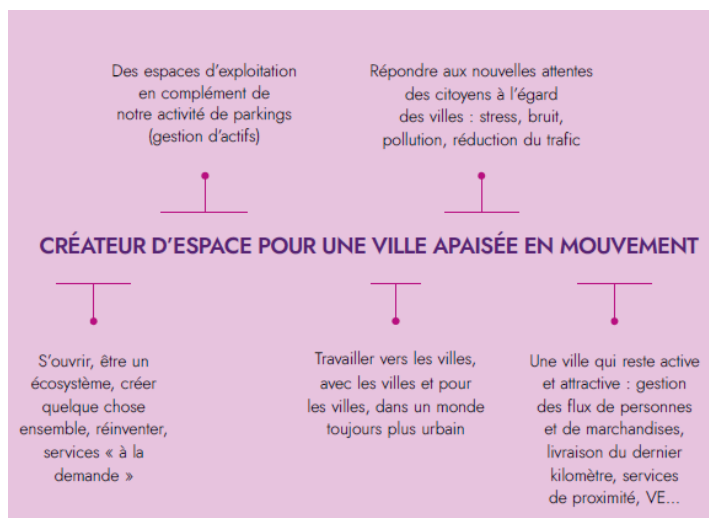 Des espaces d'exploitation
en complément de
notre activité de parkings
(gestion d'actifs)
Répondre aux nouvelles attentes
des citoyens à l'égard
des villes : stress, bruit,
pollution, réduction du trafic
CRÉATEUR D'ESPACE POUR UNE VILLE APAISÉE EN MOUVEMENT
S'ouvrir, être un
écosystème, créer
quelque chose
ensemble, réinventer,
services « à la
demande »
Travailler vers les villes,
avec les villes et pour
les villes, dans un monde
toujours plus urbain
Une ville qui reste active
et attractive : gestion
des flux de personnes
et de marchandises,
livraison du dernier
kilomètre, services
de proximité, VE...